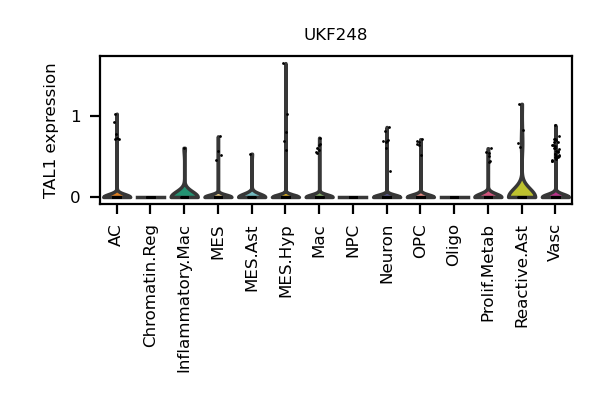 UKF248
TAL1 expression
1
0
AC
Chromatin.Reg
Inflammatory.Mac
MES
MES.Ast
MES.Hyp
Mac
NPC
Neuron
OPC
Oligo
Prolif.Metab
Reactive.Ast
Vasc